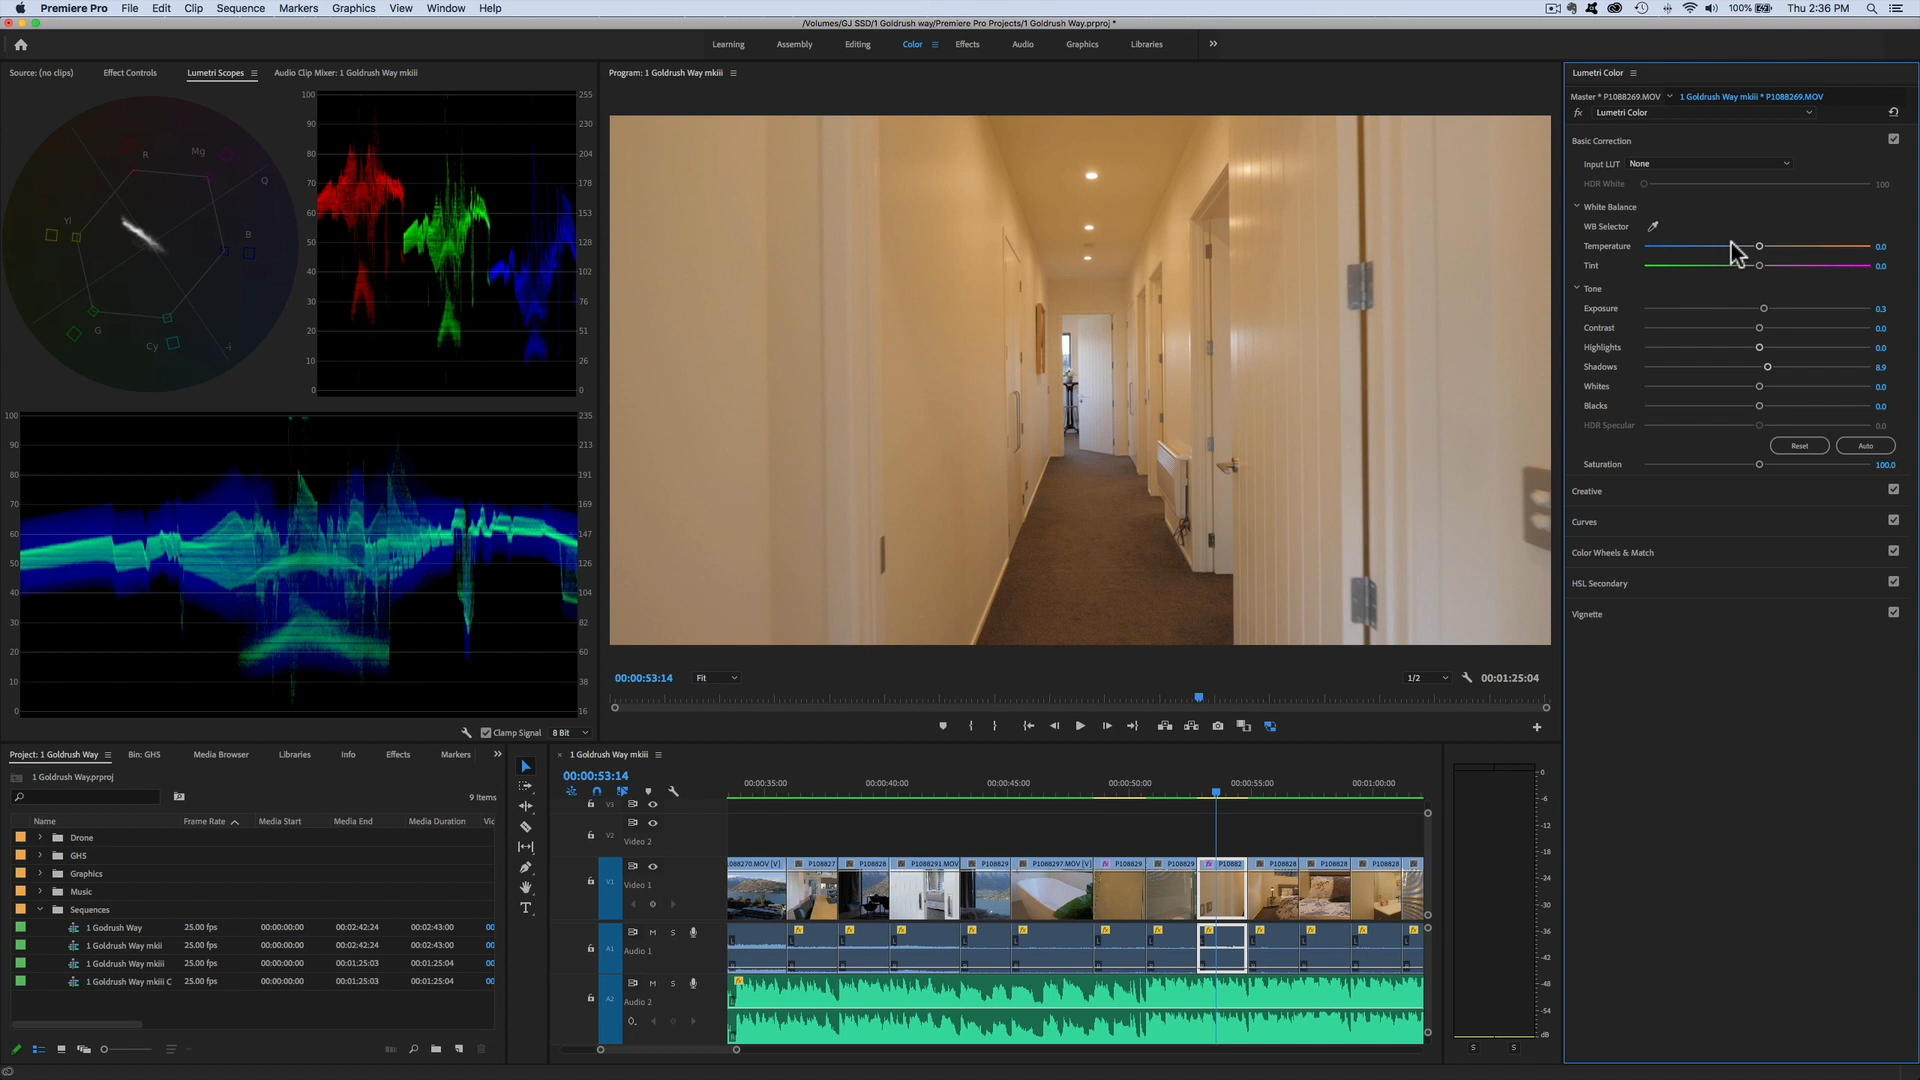 Premiere Pro File Edit Clip Sequence Markers Graphics View Window Help 100% Thu 2:36 PM
/Volumes/GJ SSD/1 Goldrush way/Premiere Pro Projects/1 Goldrush Way.prproj *
Learning Assembly Editing Color Effects Audio Graphics Libraries
Source: (no clips) Effect Controls Lumetri Scopes Audio Clip Mixer: 1 Goldrush Way mkiii
Program: 1 Goldrush Way mkiii
Lumetri Color
Master * P1088269.MOV 1 Goldrush Way mkiii * P1088269.MOV
fx Lumetri Color
Basic Correction
Input LUT None
HDR White 100
White Balance
WB Selector
Temperature 0.0
Tint 0.0
Tone
Exposure 0.3
Contrast 0.0
Highlights 0.0
Shadows 8.9
Whites 0.0
Blacks 0.0
HDR Specular 0.0
Reset Auto
Saturation 100.0
Creative
Curves
Color Wheels & Match
HSL Secondary
Vignette
R Mg Q B Yl G Cy -i
100 255
90 230
80 204
70 178
60 153
50 128
40 102
30 76
20 51
10 26
0 0
100 235
90 213
80 191
70 169
60 147
50 126
40 104
30 82
20 60
10 38
0 16
Clamp Signal 8 Bit
00:00:53:14 Fit 1/2 00:01:25:04
Project: 1 Goldrush Way Bin: GH5 Media Browser Libraries Info Effects Markers
1 Goldrush Way.prproj
9 Items
Name Frame Rate Media Start Media End Media Duration Vic
Drone
GH5
Graphics
Music
Sequences
1 Godrush Way 25.00 fps 00:00:00:00 00:02:42:24 00:02:43:00 00
1 Goldrush Way mkii 25.00 fps 00:00:00:00 00:02:42:24 00:02:43:00 00
1 Goldrush Way mkiii 25.00 fps 00:00:00:00 00:01:25:03 00:01:25:04 00
1 Goldrush Way mkiii C 25.00 fps 00:00:00:00 00:01:25:03 00:01:25:04 00
1 Goldrush Way mkiii
00:00:53:14
00:00:35:00 00:00:40:00 00:00:45:00 00:00:50:00 00:00:55:00 00:01:00:00
V3
V2 Video 2
088270.MOV [V] P108827 P108828 P1088291.MOV P108829 P1088297.MOV [V] P108829 P108829 P10882 P108828 P108828 P108828
V1 Video 1
A1 M S Audio 1
A2 M S Audio 2
0
-6
-12
-18
-24
-30
-36
-42
-48
-54
dB
S S